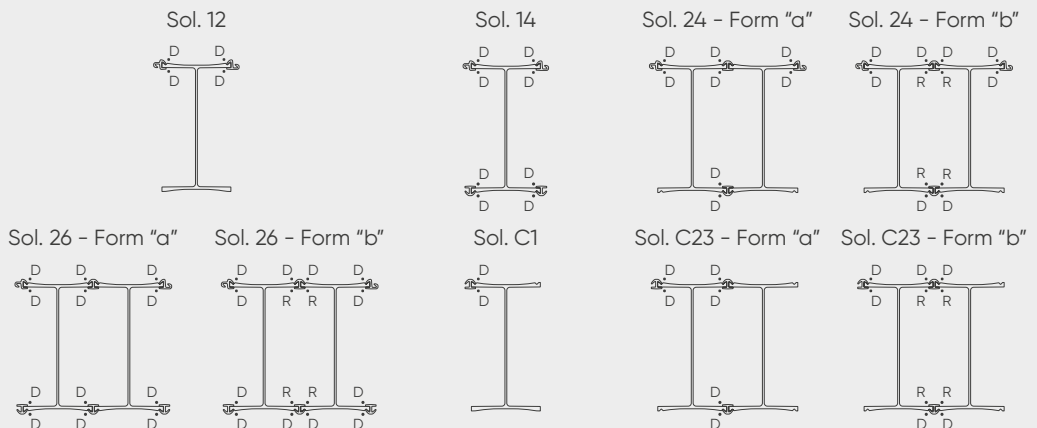 Sol. 12
D D
D D
Sol. 14
D D
D D
D D
D D
Sol. 24 - Form "a"
D D D
D D D
D
D
Sol. 24 - Form "b"
D R R D
D R R D
R R
D D
Sol. 26 - Form "a"
D D D
D D D
D D D
D D D
Sol. 26 - Form "b"
D D D D
D R R D
D R R D
D D D D
Sol. C1
D
D
Sol. C23 - Form "a"
D D
D D
D
D
Sol. C23 - Form "b"
D D D
D R R
R R
D D